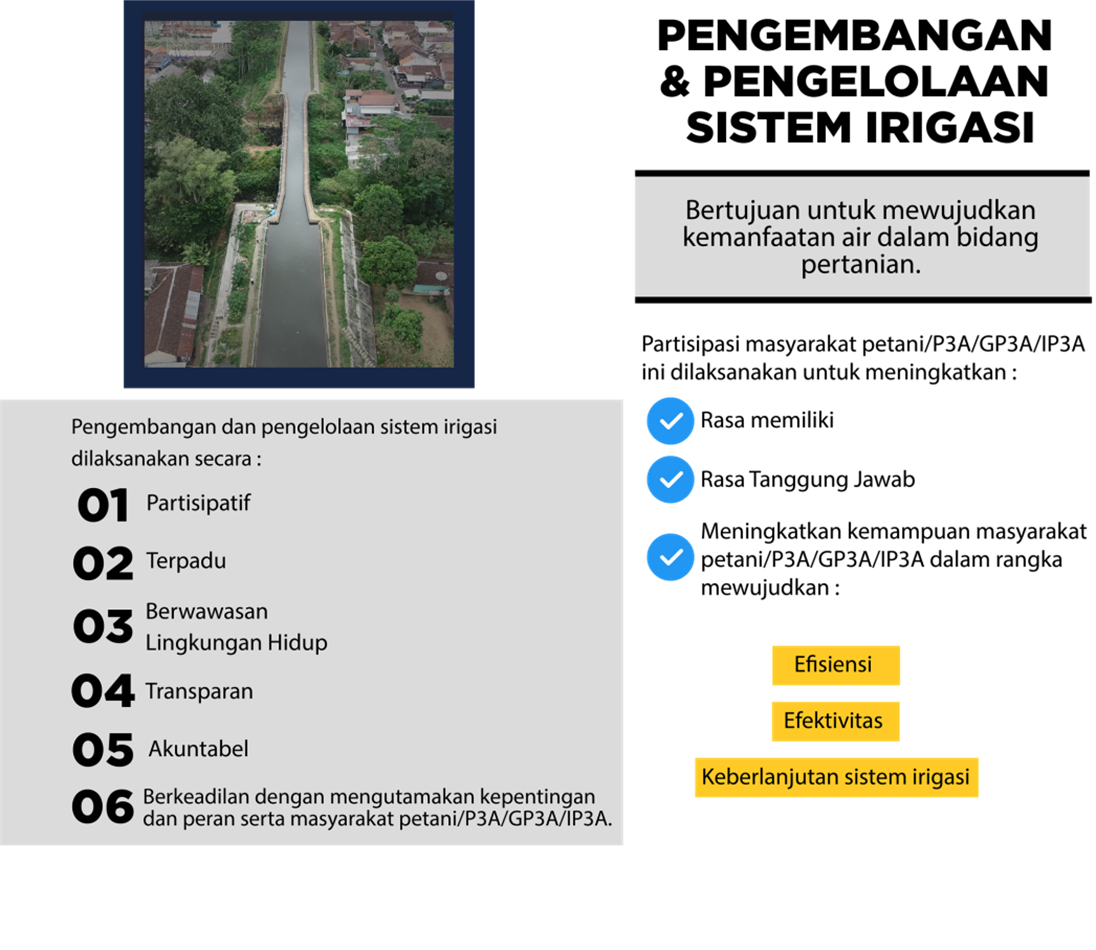 PENGEMBANGAN
& PENGELOLAAN
SISTEM IRIGASI
Bertujuan untuk mewujudkan
kemanfaatan air dalam bidang
pertanian.
Partisipasi masyarakat petani/P3A/GP3A/IP3A
ini dilaksanakan untuk meningkatkan :
Rasa memiliki
Rasa Tanggung Jawab
Meningkatkan kemampuan masyarakat
petani/P3A/GP3A/IP3A dalam rangka
mewujudkan :
Efisiensi
Efektivitas
Keberlanjutan sistem irigasi
Pengembangan dan pengelolaan sistem irigasi
dilaksanakan secara :
01 Partisipatif
02 Terpadu
03 Berwawasan
Lingkungan Hidup
04 Transparan
05 Akuntabel
06 Berkeadilan dengan mengutamakan kepentingan
dan peran serta masyarakat petani/P3A/GP3A/IP3A.